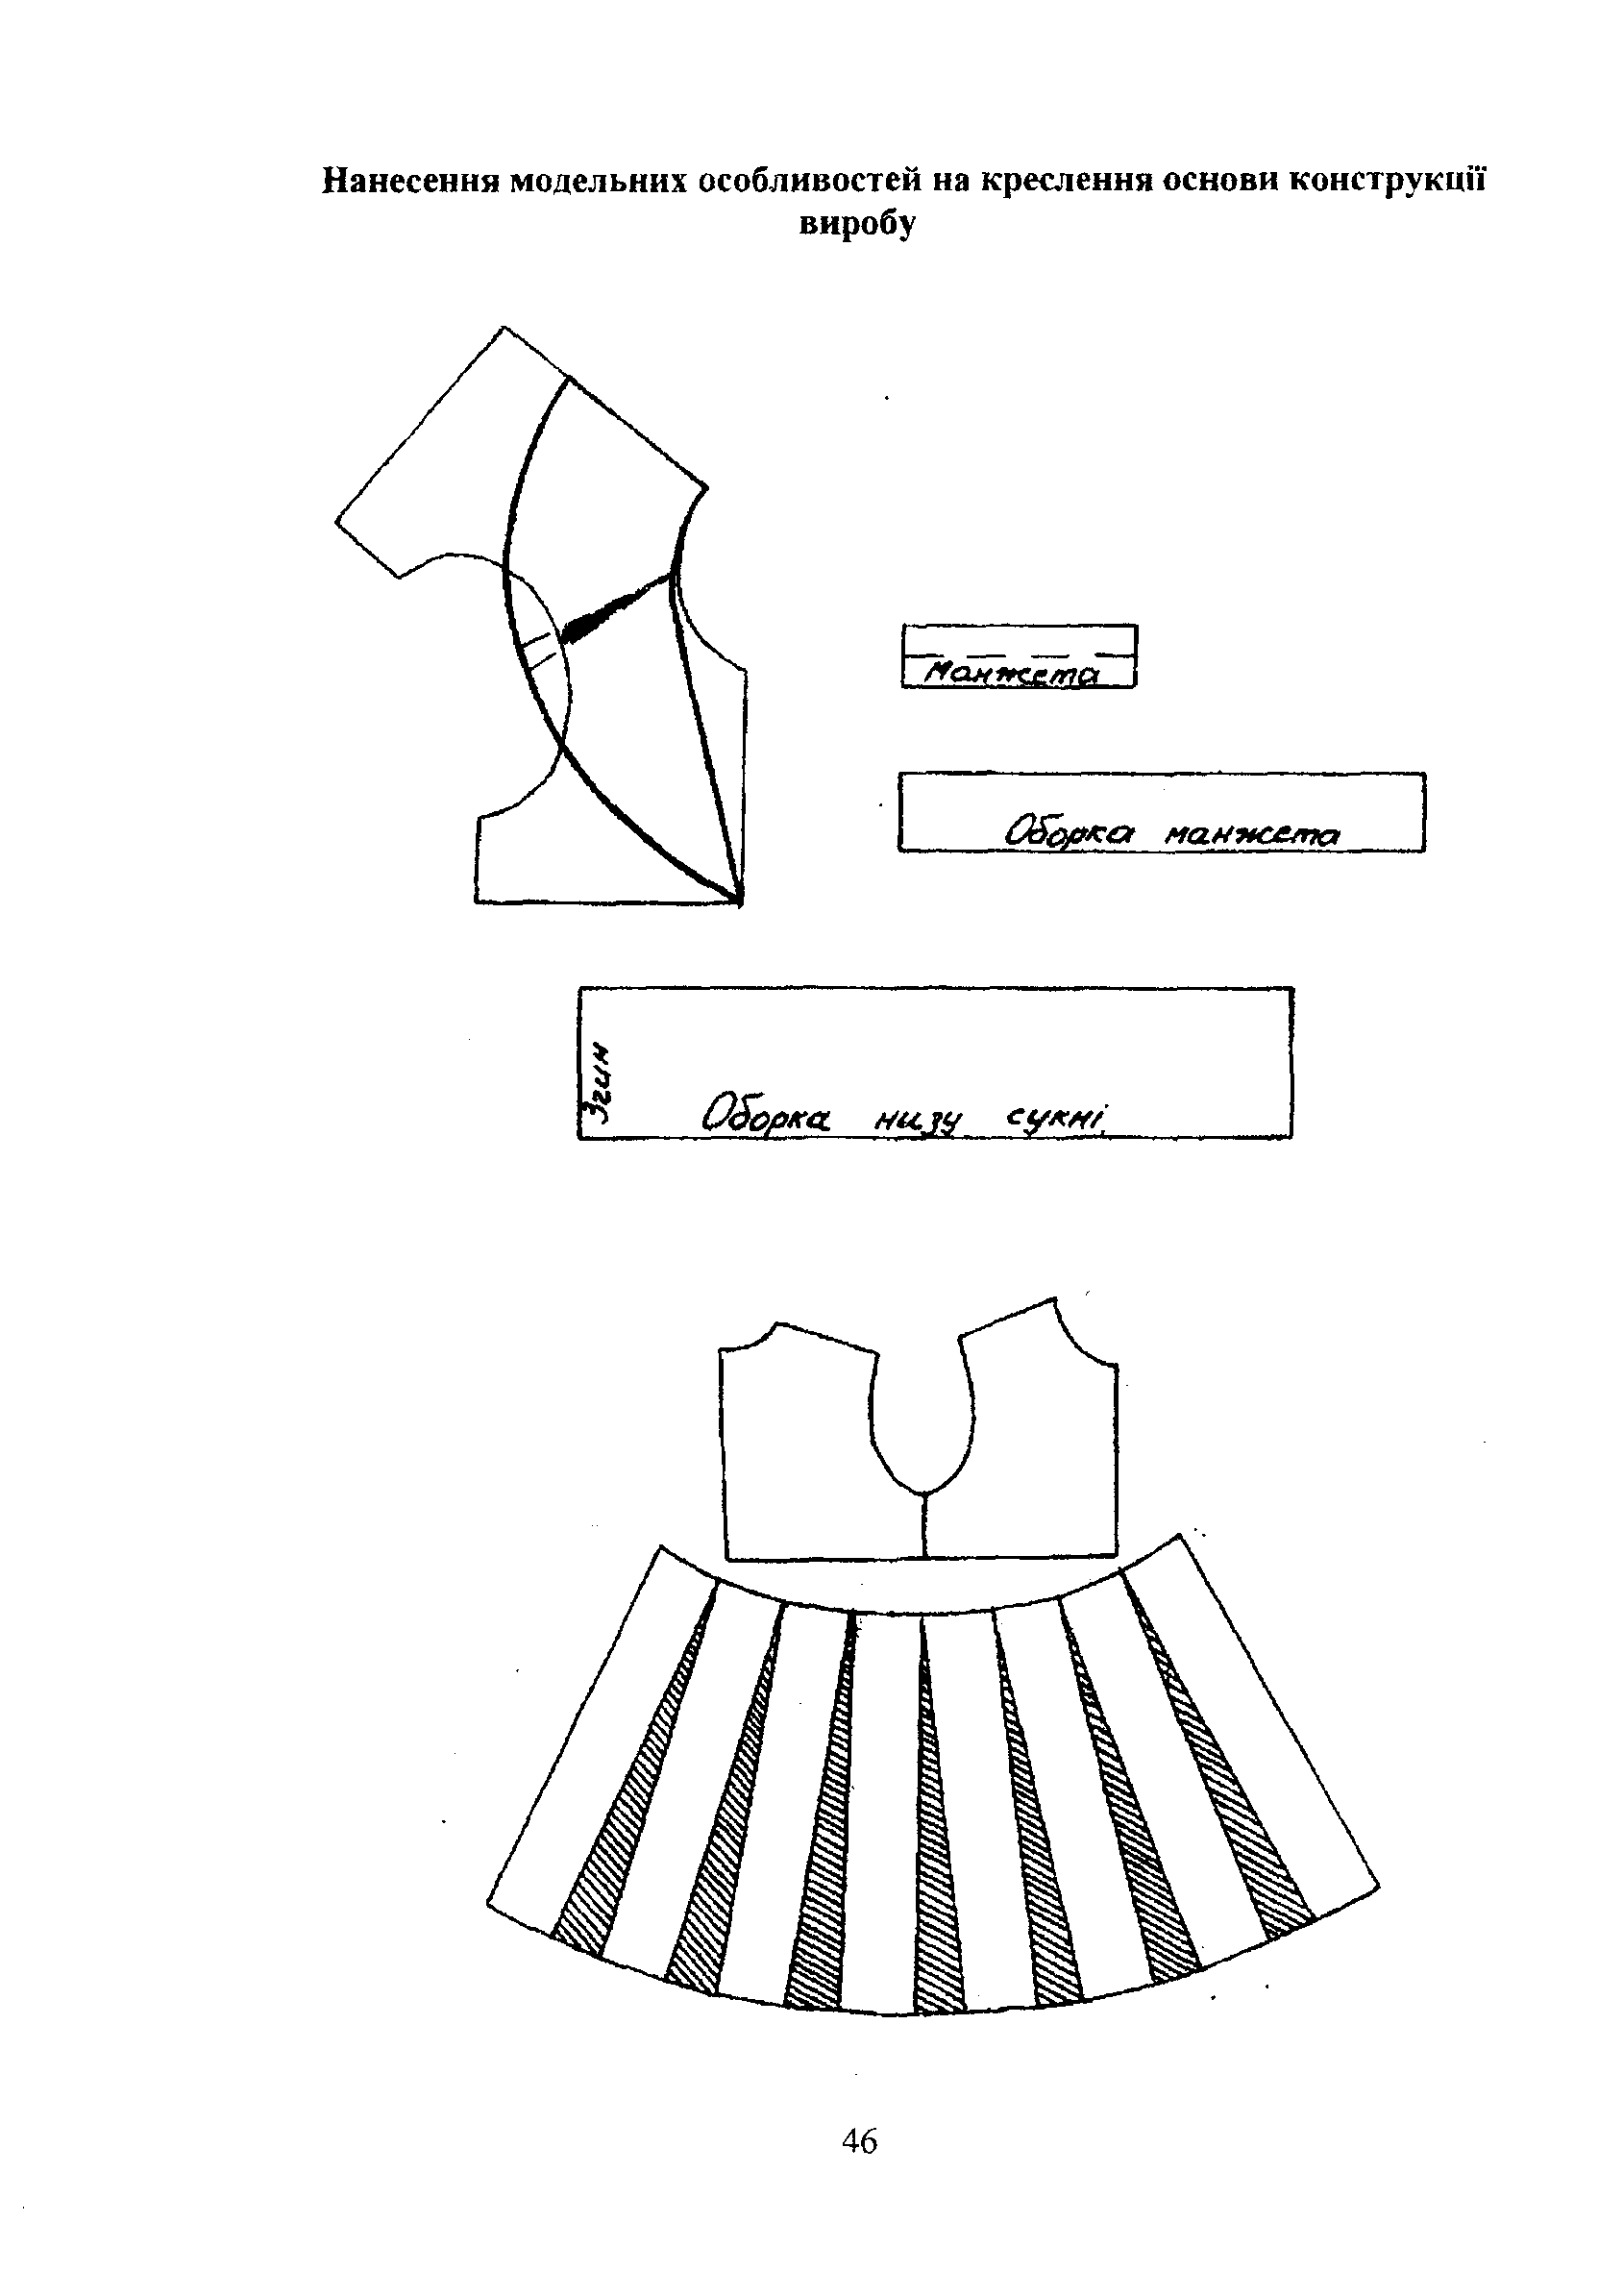 Нанесення модельних особливостей на креслення основи конструкції
виробу
Манжета
Оборка манжета
Згин
Оборка низу сукні
46